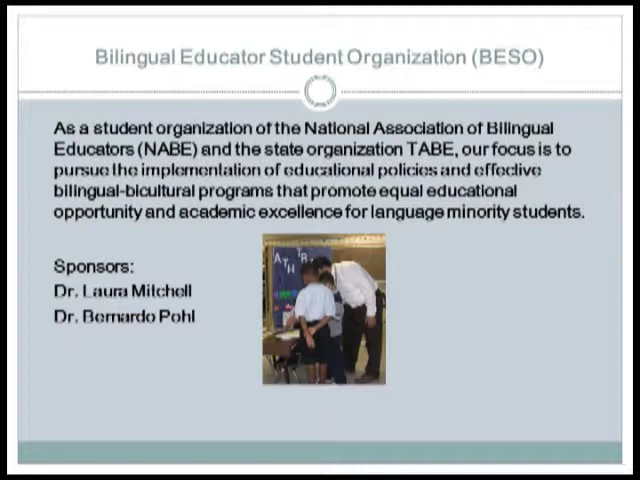 Bilingual Educator Student Organization (BESO)
As a student organization of the National Association of Bilingual
Educators (NABE) and the state organization TABE, our focus is to
pursue the implementation of educational policies and effective
bilingual-bicultural programs that promote equal educational
opportunity and academic excellence for language minority students.
Sponsors:
Dr. Laura Mitchell
Dr. Bernardo Pohl